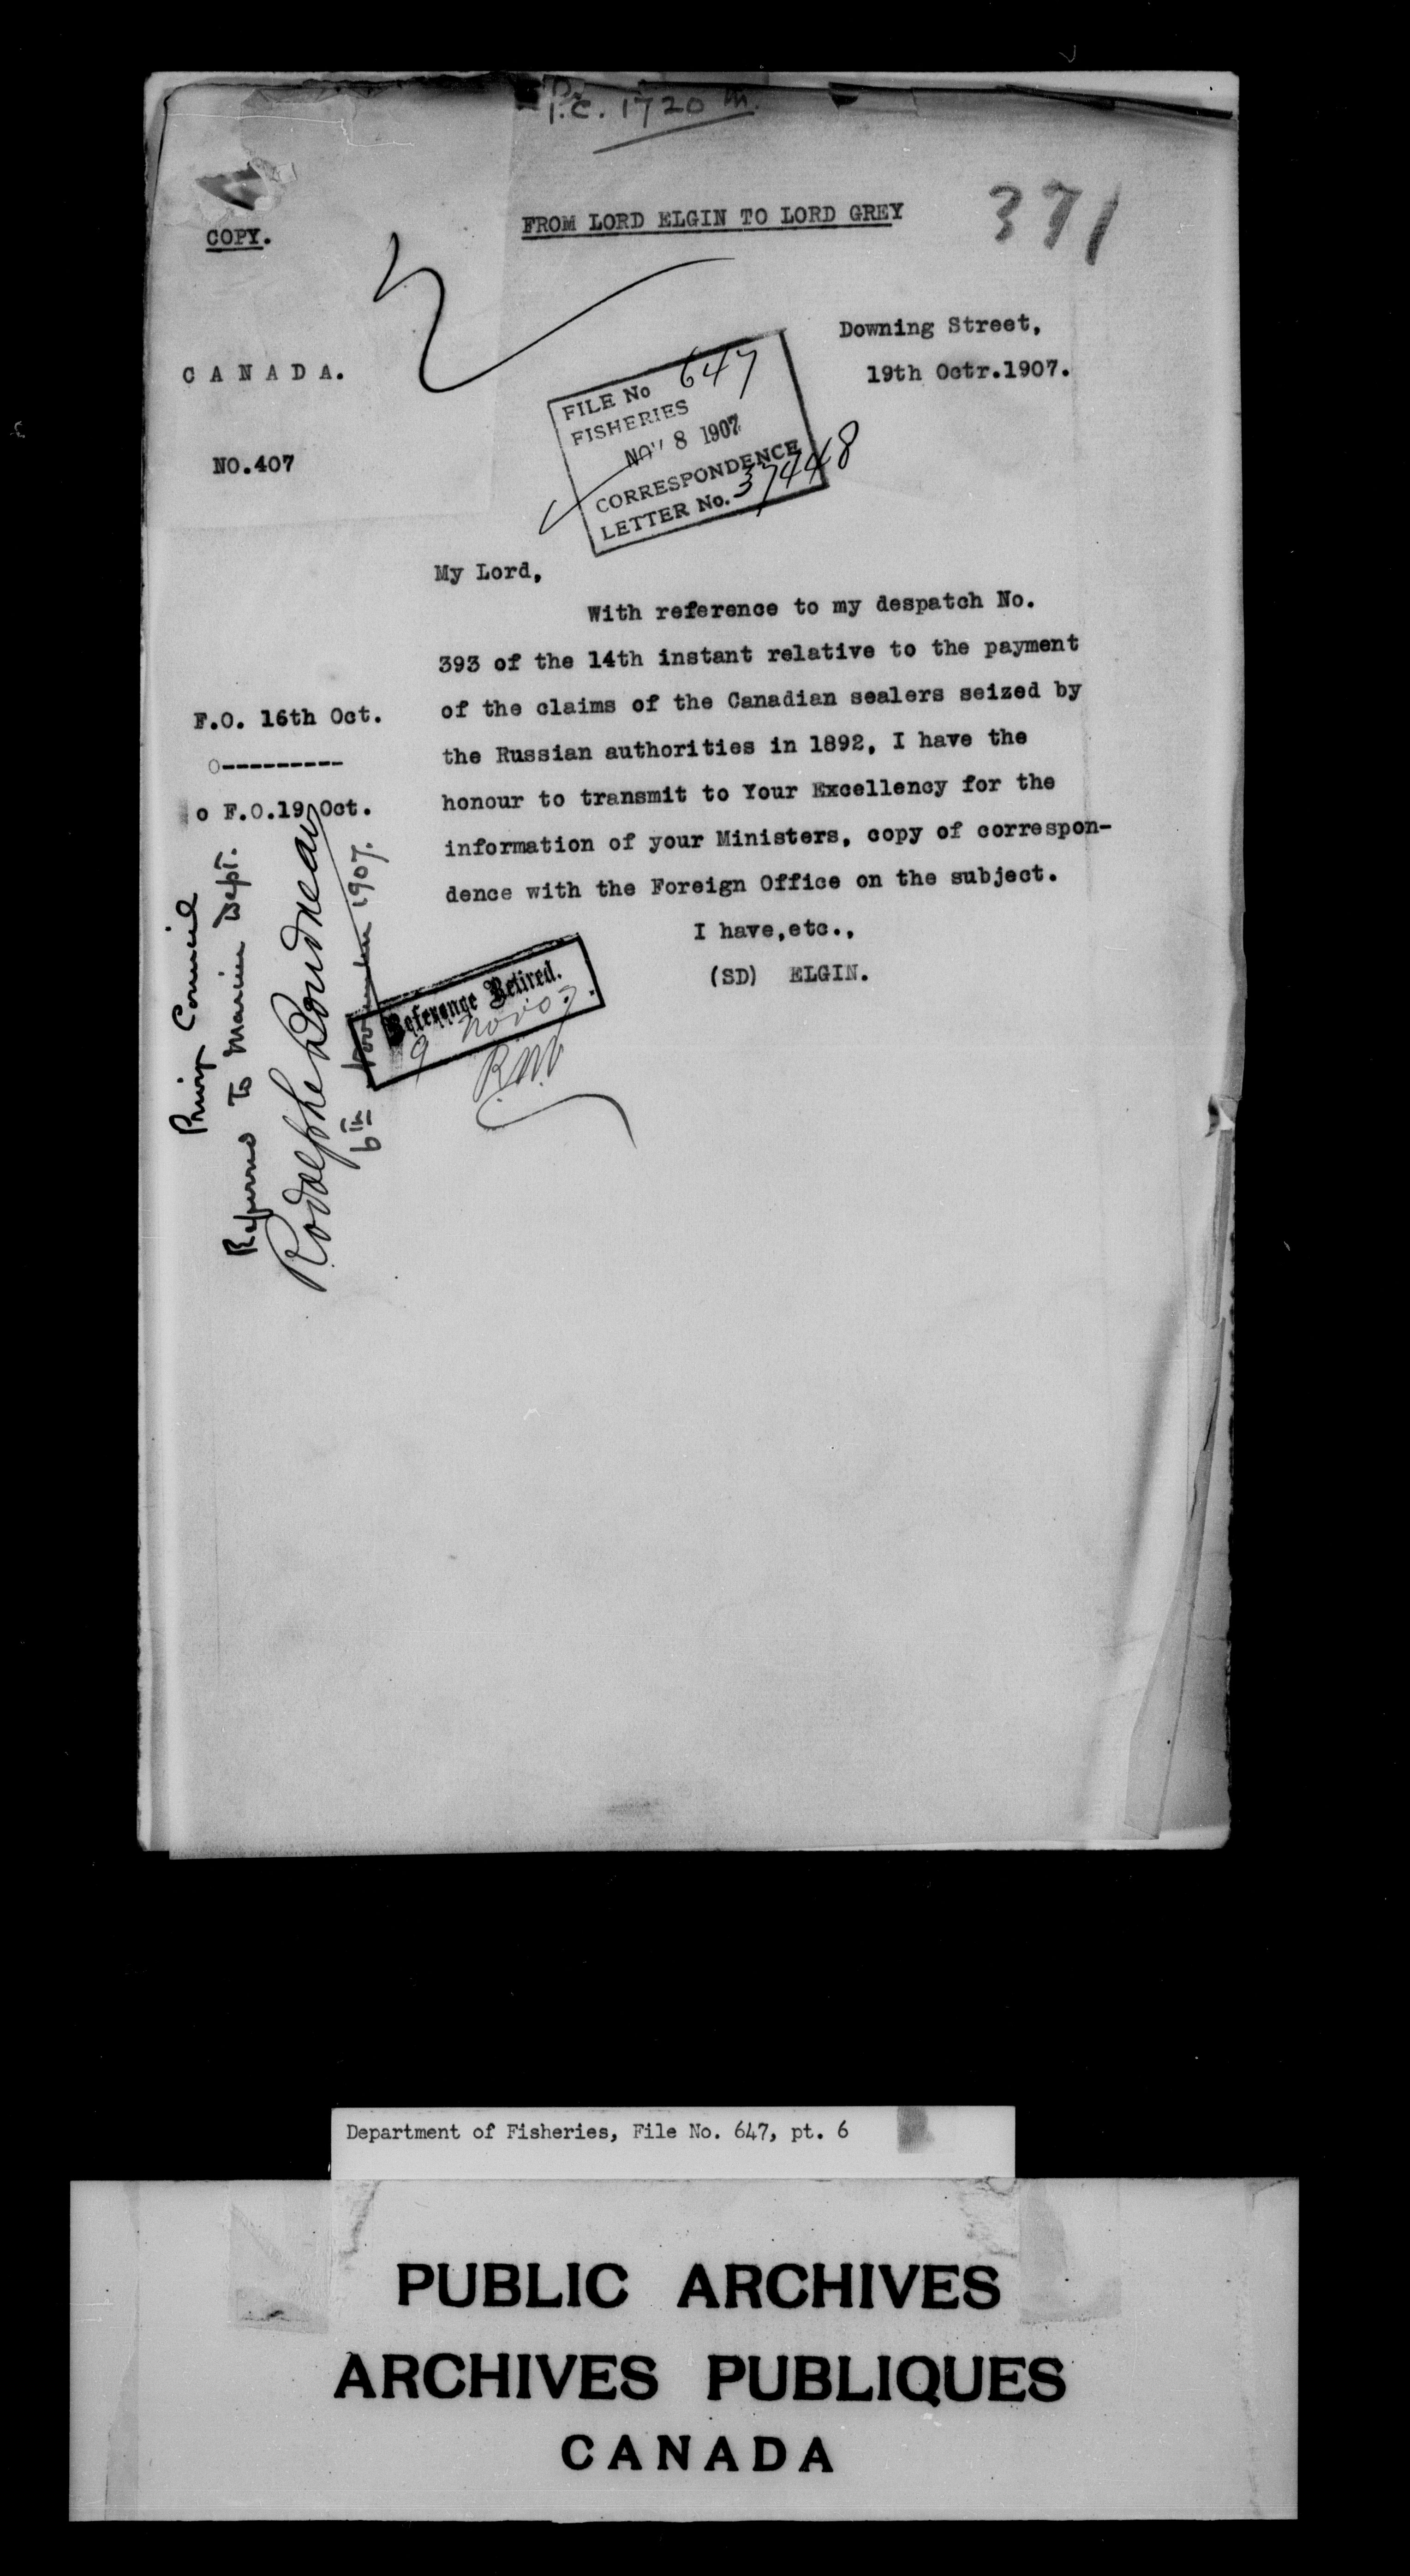 P.C. 1720 m.
371
FROM LORD ELGIN TO LORD GREY
COPY.
Downing Street,
19th Octr.1907.
CANADA.
NO.407
FILE No 647
FISHERIES
NOV 8 1907
CORRESPONDENCE
LETTER No. 37448
My Lord,
With reference to my despatch No.
393 of the 14th instant relative to the payment
of the claims of the Canadian sealers seized by
the Russian authorities in 1892, I have the
honour to transmit to Your Excellency for the
information of your Ministers, copy of correspon-
dence with the Foreign Office on the subject.
I have,etc.,
(SD) ELGIN.
F.O. 16th Oct.
o---------
o F.O.19 Oct.
Privy Council
Referred to Marine Dept.
Rodolphe Boudreau
6th November 1907.
Reference Retired.
9 Nov 07
Department of Fisheries, File No. 647, pt. 6
PUBLIC ARCHIVES
ARCHIVES PUBLIQUES
CANADA